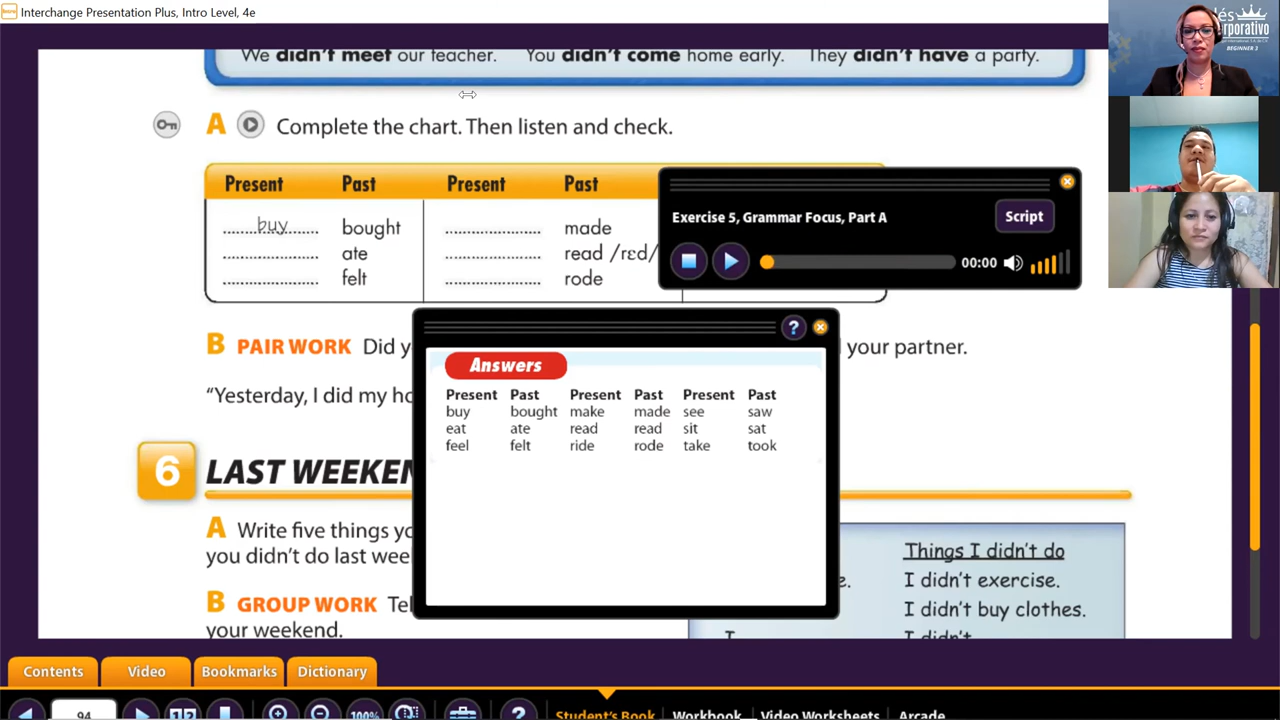 Interchange Presentation Plus, Intro Level, 4e
lés
orporativo
BEGINNER 3
We didn't meet our teacher. You didn't come home early. They didn't have a party.
A Complete the chart. Then listen and check.
Present Past Present Past
buy bought made
ate read /rɛd/
felt rode
Exercise 5, Grammar Focus, Part A
Script
00:00
B PAIR WORK Did y your partner.
"Yesterday, I did my ho
?
Answers
Present Past Present Past Present Past
buy bought make made see saw
eat ate read read sit sat
feel felt ride rode take took
6 LAST WEEKEN
A Write five things yo
you didn't do last wee
B GROUP WORK Tel
your weekend.
Things I didn't do
e. I didn't exercise.
I didn't buy clothes.
I I didn't
Contents Video Bookmarks Dictionary
94 100% ?
Student's Book Workbook Video Worksheets Arcade